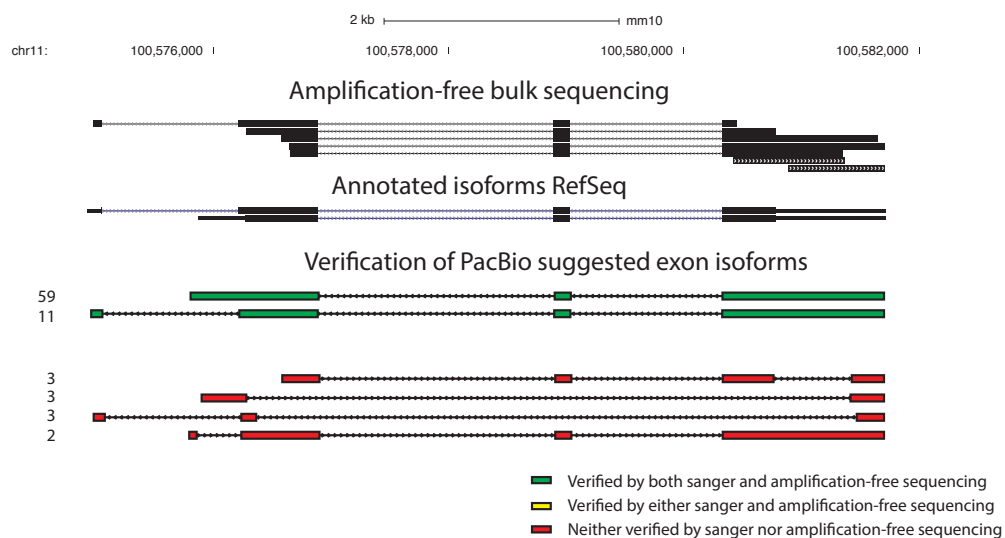 2 kb mm10
chr11: 100,576,000 100,578,000 100,580,000 100,582,000
Amplification-free bulk sequencing
Annotated isoforms RefSeq
Verification of PacBio suggested exon isoforms
59
11
3
3
3
2
Verified by both sanger and amplification-free sequencing
Verified by either sanger and amplification-free sequencing
Neither verified by sanger nor amplification-free sequencing